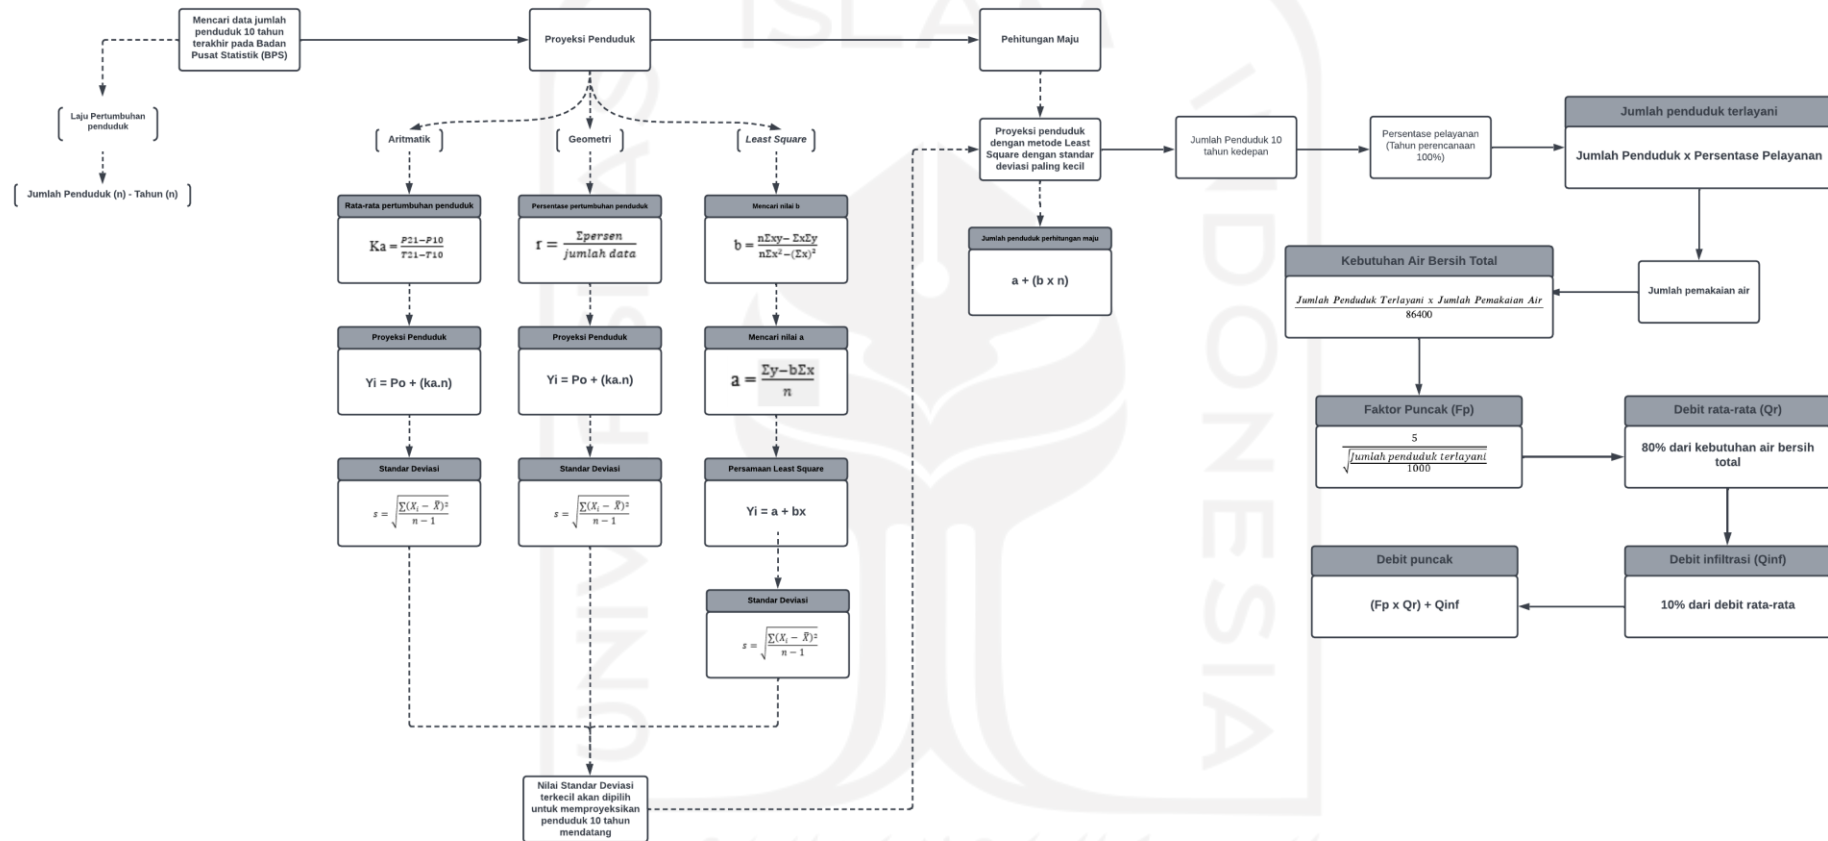 Mencari data jumlah
penduduk 10 tahun
terakhir pada Badan
Pusat Statistik (BPS)
Proyeksi Penduduk
Pehitungan Maju
Laju Pertumbuhan
penduduk
Jumlah Penduduk (n) - Tahun (n)
Aritmatik
Geometri
Least Square
Rata-rata pertumbuhan penduduk
Ka = P21−P10
T21−T10
Proyeksi Penduduk
Yi = Po + (ka.n)
Standar Deviasi
s = √∑(Xᵢ − X̄)²
n − 1
Persentase pertumbuhan penduduk
r = Σpersen
jumlah data
Proyeksi Penduduk
Yi = Po + (ka.n)
Standar Deviasi
s = √∑(Xᵢ − X̄)²
n − 1
Mencari nilai b
b = nΣxy− ΣxΣy
nΣx²−(Σx)²
Mencari nilai a
a = Σy−bΣx
n
Persamaan Least Square
Yi = a + bx
Standar Deviasi
s = √∑(Xᵢ − X̄)²
n − 1
Nilai Standar Deviasi
terkecil akan dipilih
untuk memproyeksikan
penduduk 10 tahun
mendatang
Proyeksi penduduk
dengan metode Least
Square dengan standar
deviasi paling kecil
Jumlah penduduk perhitungan maju
a + (b x n)
Jumlah Penduduk 10
tahun kedepan
Persentase pelayanan
(Tahun perencanaan
100%)
Jumlah penduduk terlayani
Jumlah Penduduk x Persentase Pelayanan
Jumlah pemakaian air
Kebutuhan Air Bersih Total
Jumlah Penduduk Terlayani x Jumlah Pemakaian Air
86400
Faktor Puncak (Fp)
5
√Jumlah penduduk terlayani
1000
Debit rata-rata (Qr)
80% dari kebutuhan air bersih
total
Debit infiltrasi (Qinf)
10% dari debit rata-rata
Debit puncak
(Fp x Qr) + Qinf
ISLAM
INDONESIA